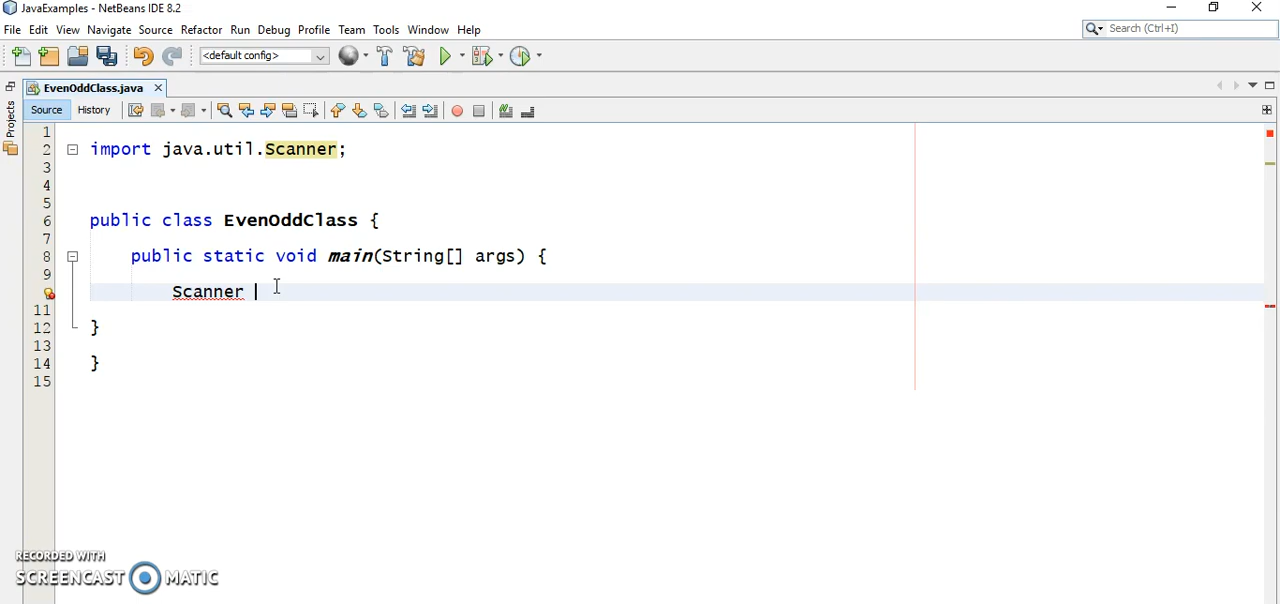 JavaExamples - NetBeans IDE 8.2
File Edit View Navigate Source Refactor Run Debug Profile Team Tools Window Help
Search (Ctrl+I)
<default config>
EvenOddClass.java
Projects
Source History
1
2 import java.util.Scanner;
3
4
5
6 public class EvenOddClass {
7
8 public static void main(String[] args) {
9
Scanner
11
12 }
13
14 }
15
RECORDED WITH
SCREENCAST MATIC